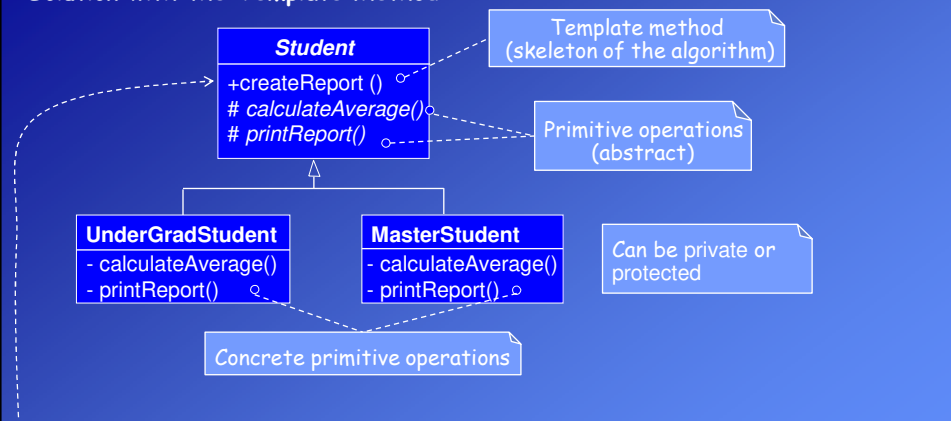 Template method
(skeleton of the algorithm)
Student
+createReport ()
# calculateAverage()
# printReport()
Primitive operations
(abstract)
UnderGradStudent
- calculateAverage()
- printReport()
MasterStudent
- calculateAverage()
- printReport()
Can be private or
protected
Concrete primitive operations